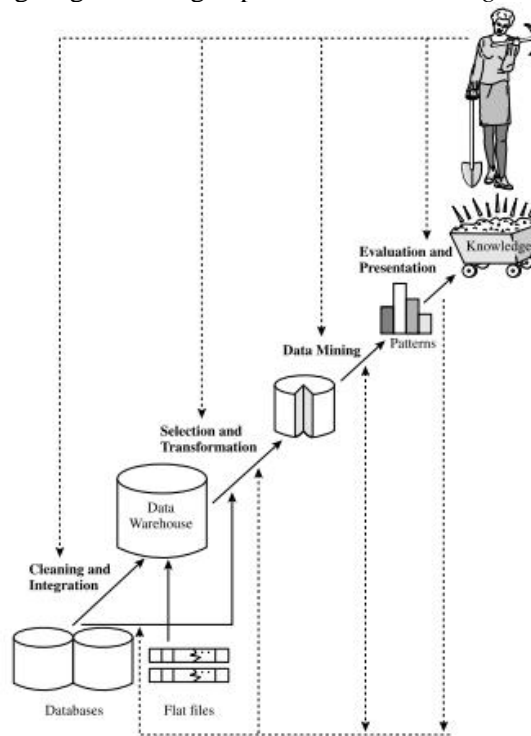 Knowledge
Evaluation and
Presentation
Patterns
Data Mining
Selection and
Transformation
Data
Warehouse
Cleaning and
Integration
Databases
Flat files